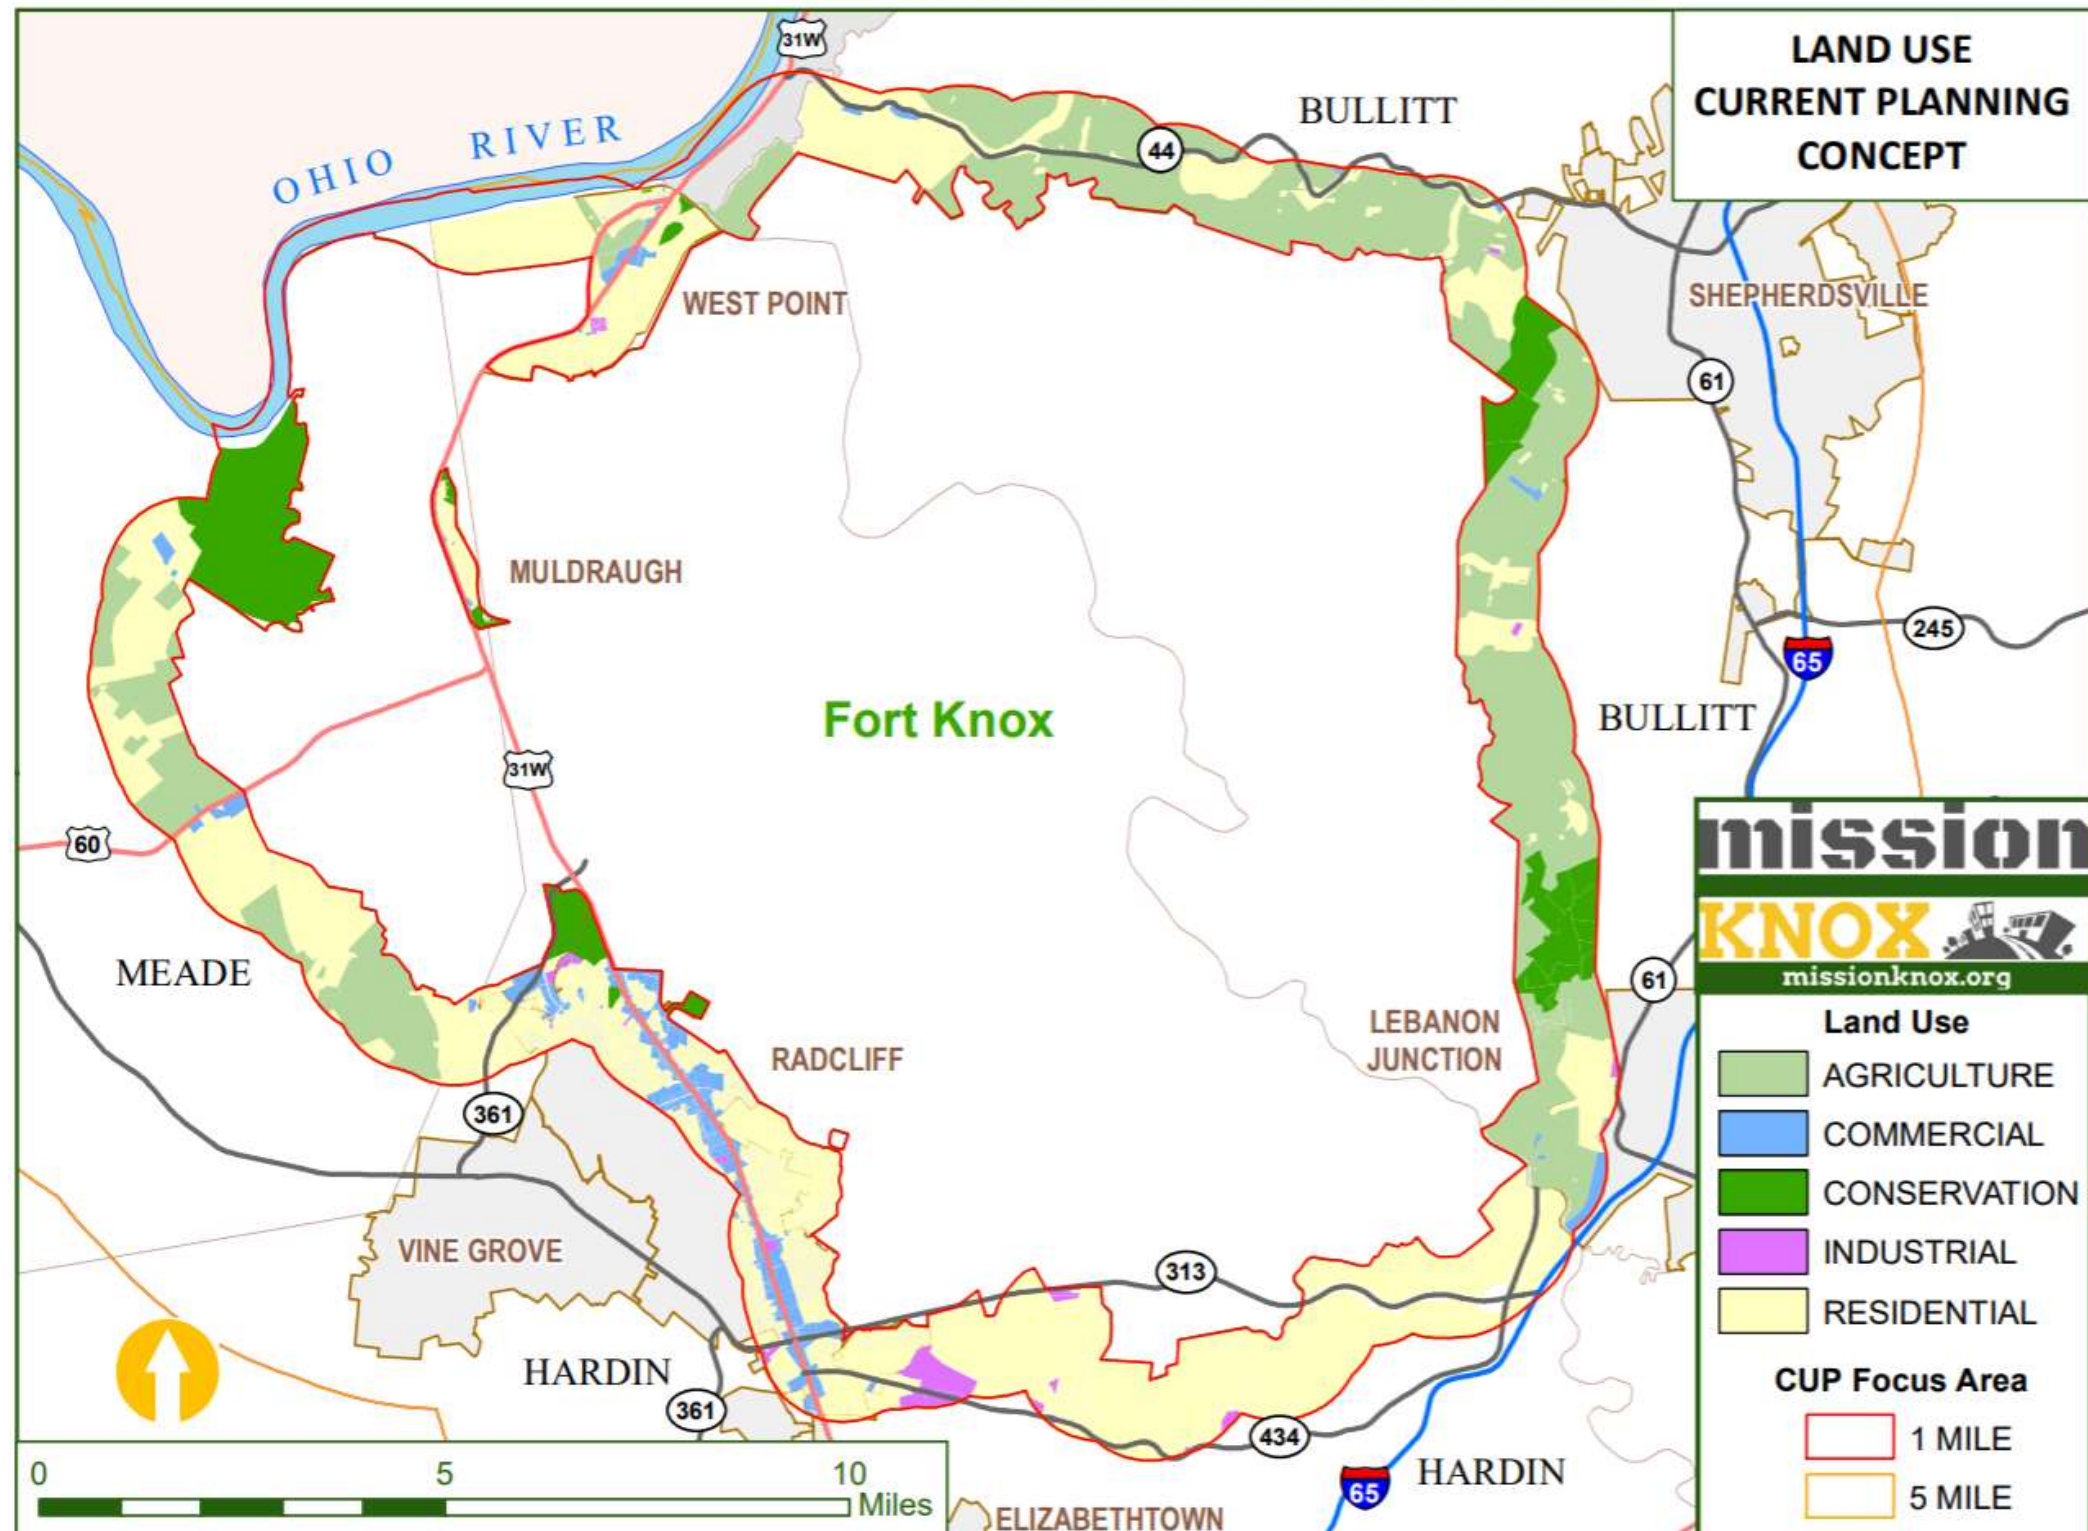 LAND USE
CURRENT PLANNING
CONCEPT
31W
BULLITT
OHIO RIVER
44
WEST POINT
SHEPHERDSVILLE
61
MULDRAUGH
245
65
Fort Knox
BULLITT
31W
60
mission
KNOX
missionknox.org
MEADE
61
LEBANON
JUNCTION
RADCLIFF
361
VINE GROVE
313
HARDIN
361
434
HARDIN
65
ELIZABETHTOWN
Land Use
AGRICULTURE
COMMERCIAL
CONSERVATION
INDUSTRIAL
RESIDENTIAL
CUP Focus Area
1 MILE
5 MILE
0 5 10
Miles